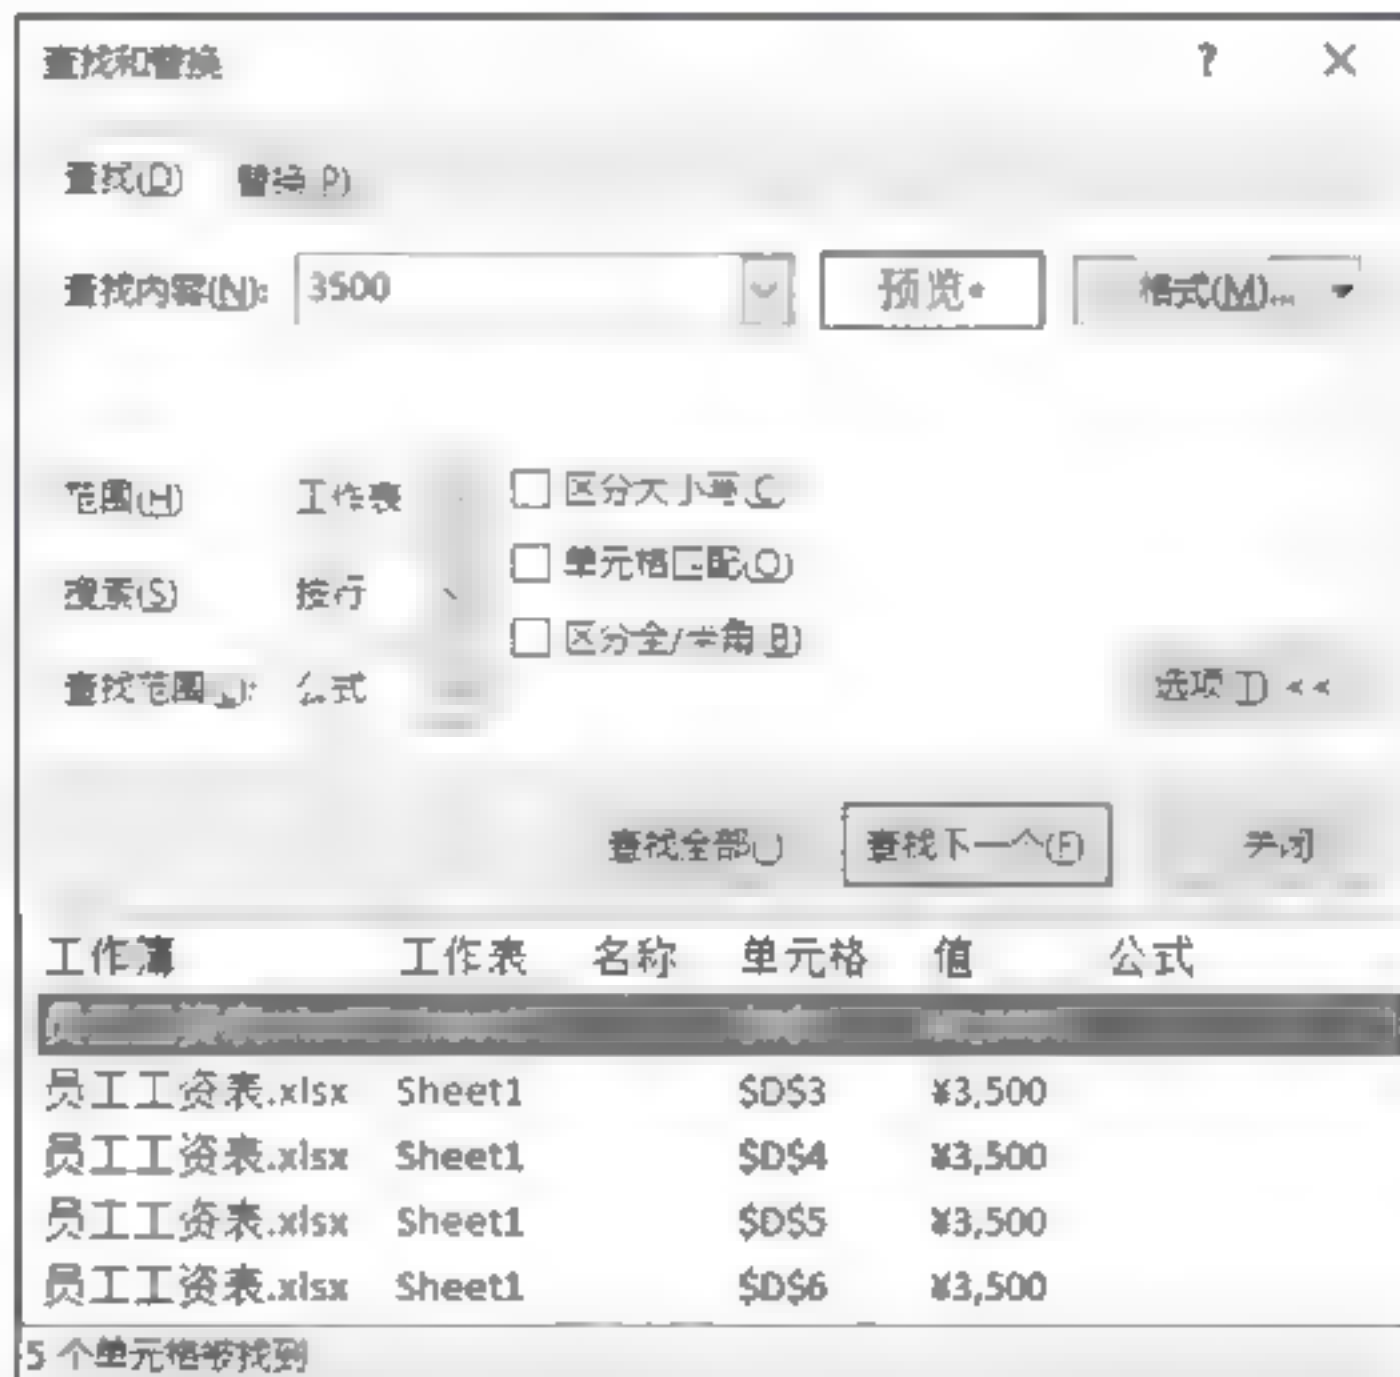 查找和替换 ? ×
查找(D) 替换(P)
查找内容(N): 3500 预览* 格式(M)...
范围(H) 工作表 区分大小写(C)
单元格匹配(O)
搜索(S) 按行
区分全/半角(B)
查找范围(L): 公式 选项(T) <<
查找全部(I) 查找下一个(F) 关闭
工作簿 工作表 名称 单元格 值 公式
员工工资表.xlsx Sheet1 $D$3 ¥3,500
员工工资表.xlsx Sheet1 $D$4 ¥3,500
员工工资表.xlsx Sheet1 $D$5 ¥3,500
员工工资表.xlsx Sheet1 $D$6 ¥3,500
5 个单元格被找到